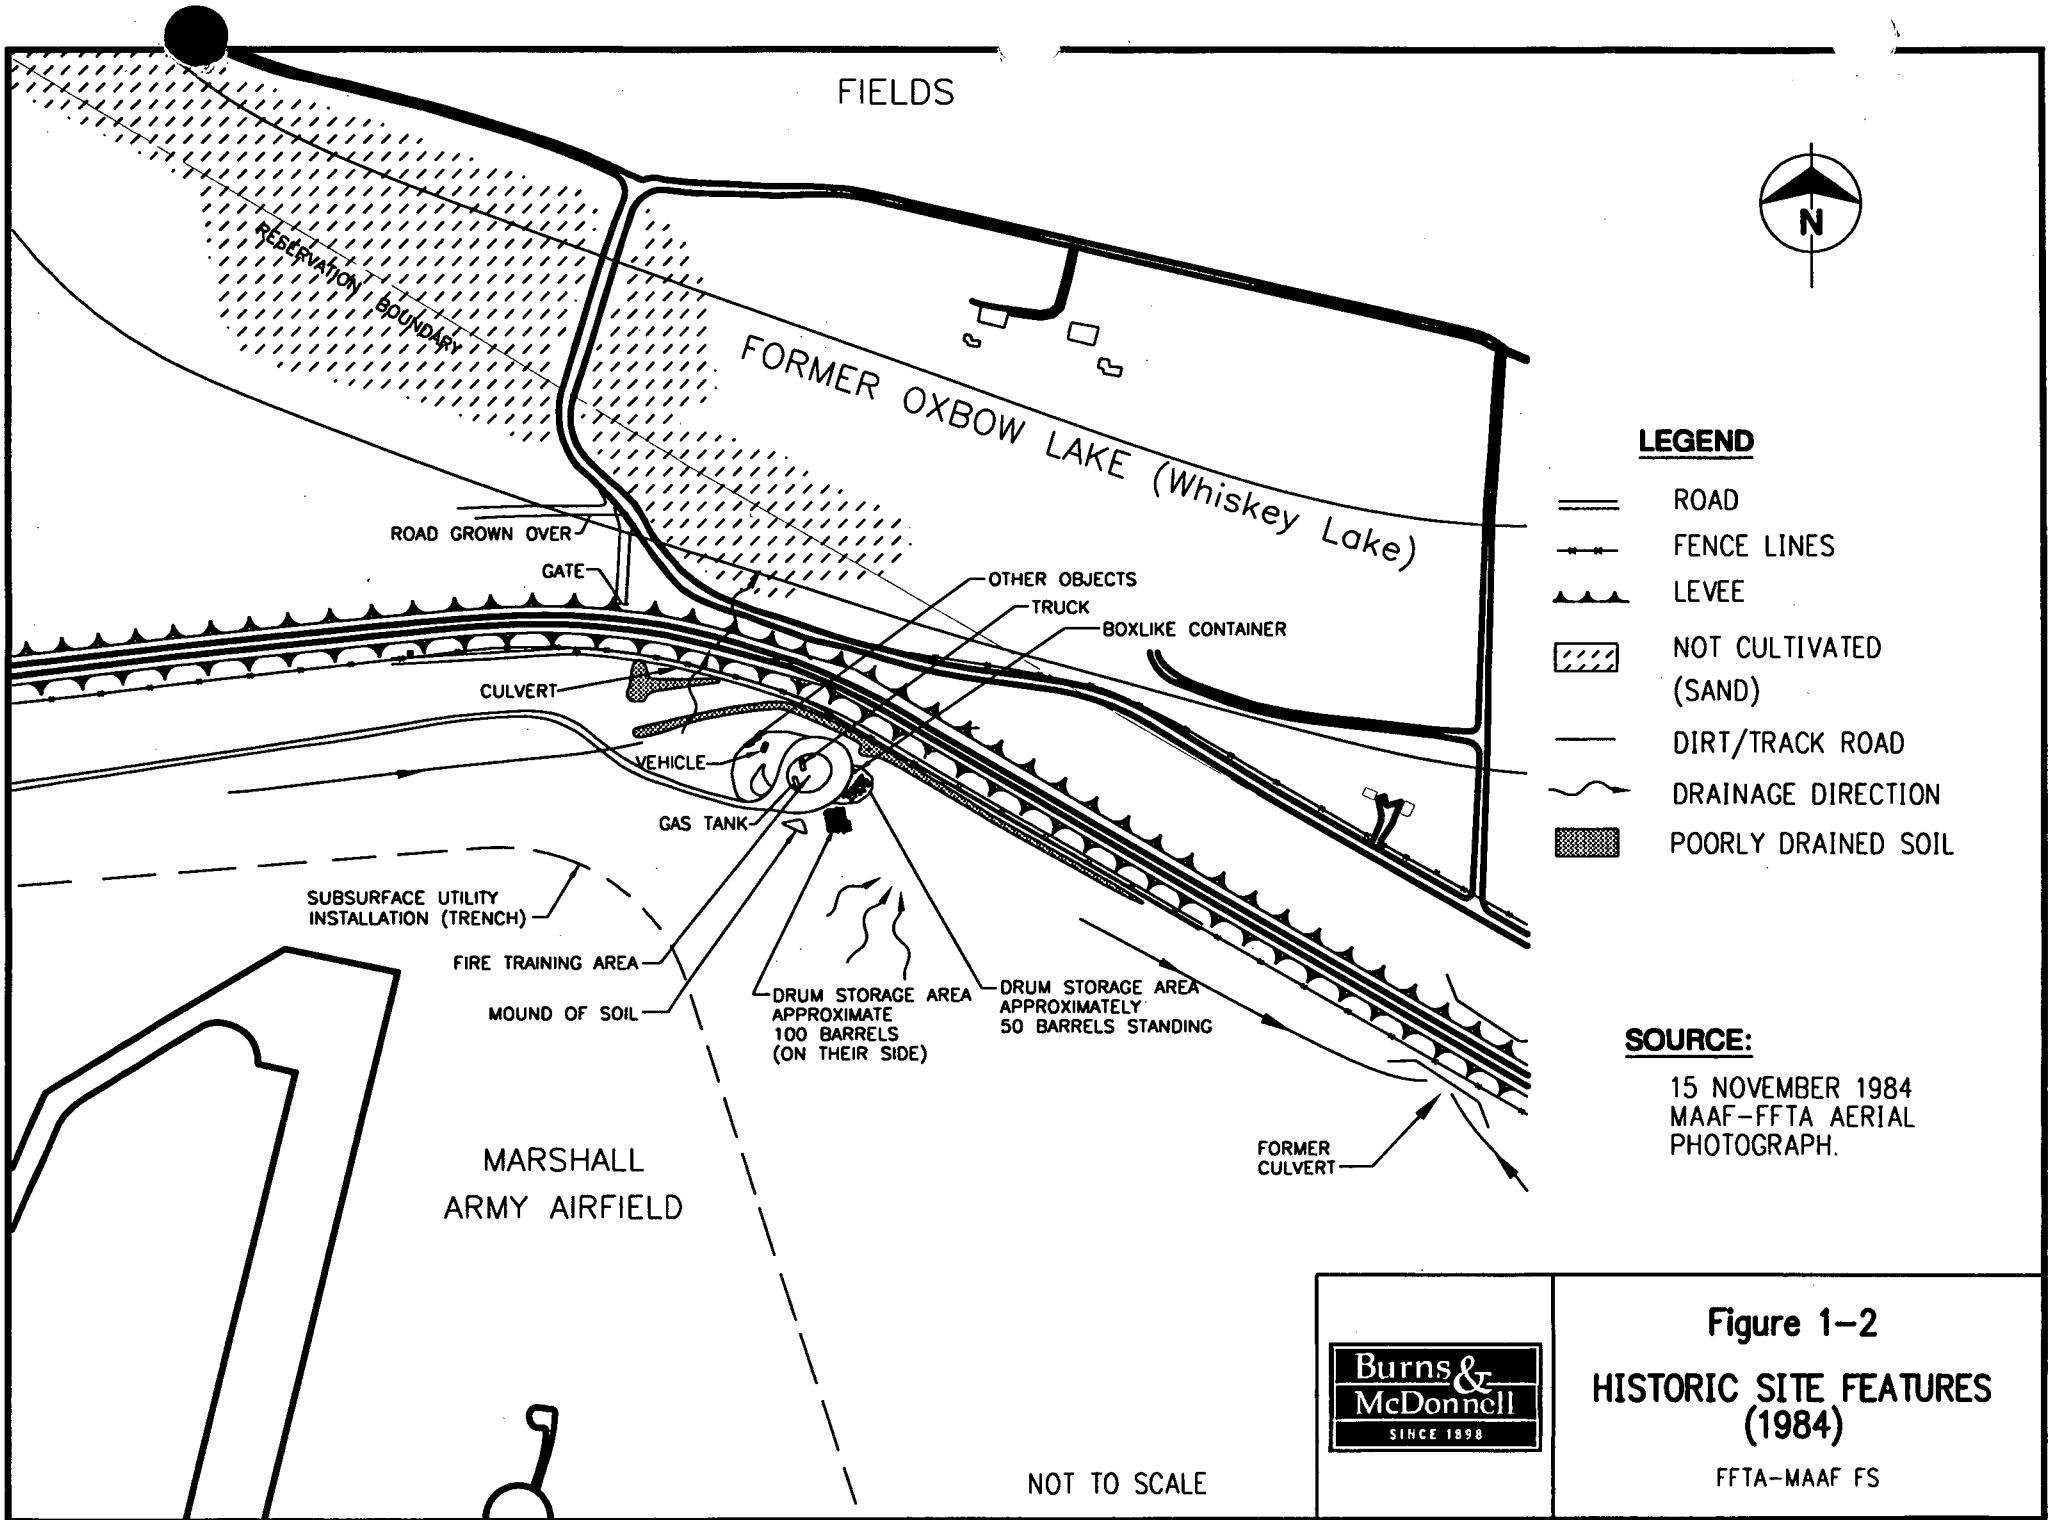 FIELDS
N
RESERVATION BOUNDARY
FORMER OXBOW LAKE (Whiskey Lake)
LEGEND
ROAD
FENCE LINES
LEVEE
NOT CULTIVATED
(SAND)
DIRT/TRACK ROAD
DRAINAGE DIRECTION
POORLY DRAINED SOIL
ROAD GROWN OVER
GATE
OTHER OBJECTS
TRUCK
BOXLIKE CONTAINER
CULVERT
VEHICLE
GAS TANK
SUBSURFACE UTILITY
INSTALLATION (TRENCH)
FIRE TRAINING AREA
MOUND OF SOIL
DRUM STORAGE AREA
APPROXIMATE
100 BARRELS
(ON THEIR SIDE)
DRUM STORAGE AREA
APPROXIMATELY
50 BARRELS STANDING
SOURCE:
15 NOVEMBER 1984
MAAF-FFTA AERIAL
PHOTOGRAPH.
FORMER
CULVERT
MARSHALL
ARMY AIRFIELD
NOT TO SCALE
Burns &
McDonnell
SINCE 1898
Figure 1-2
HISTORIC SITE FEATURES
(1984)
FFTA-MAAF FS